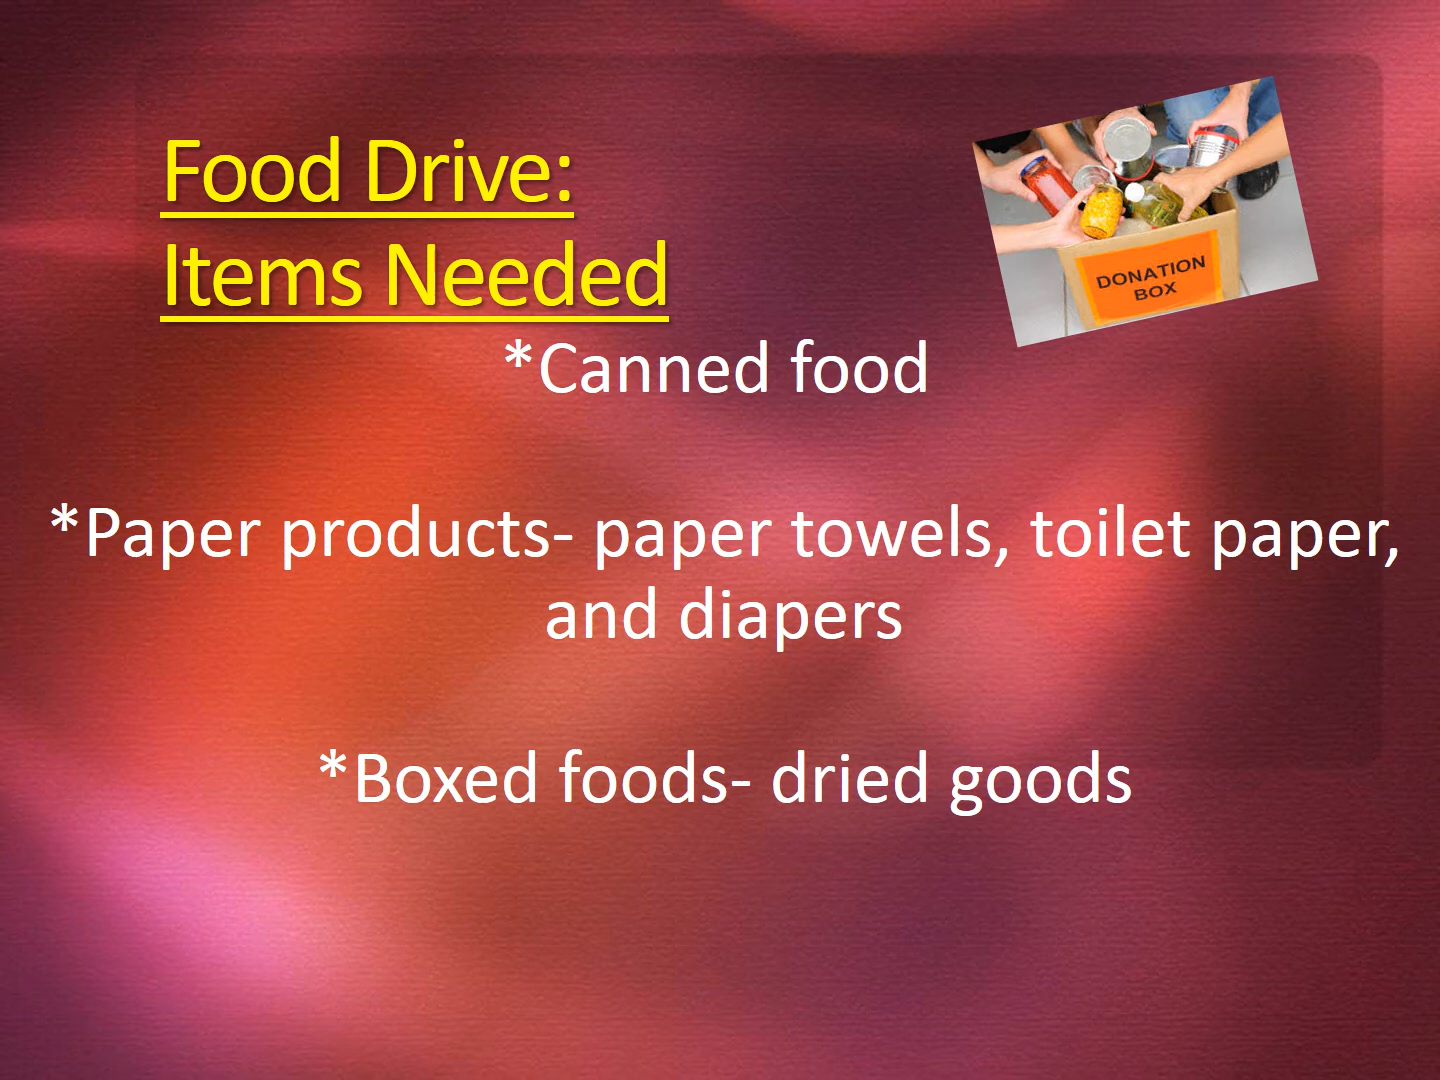 Food Drive:
Items Needed
DONATION
BOX
*Canned food
*Paper products- paper towels, toilet paper,
and diapers
*Boxed foods- dried goods